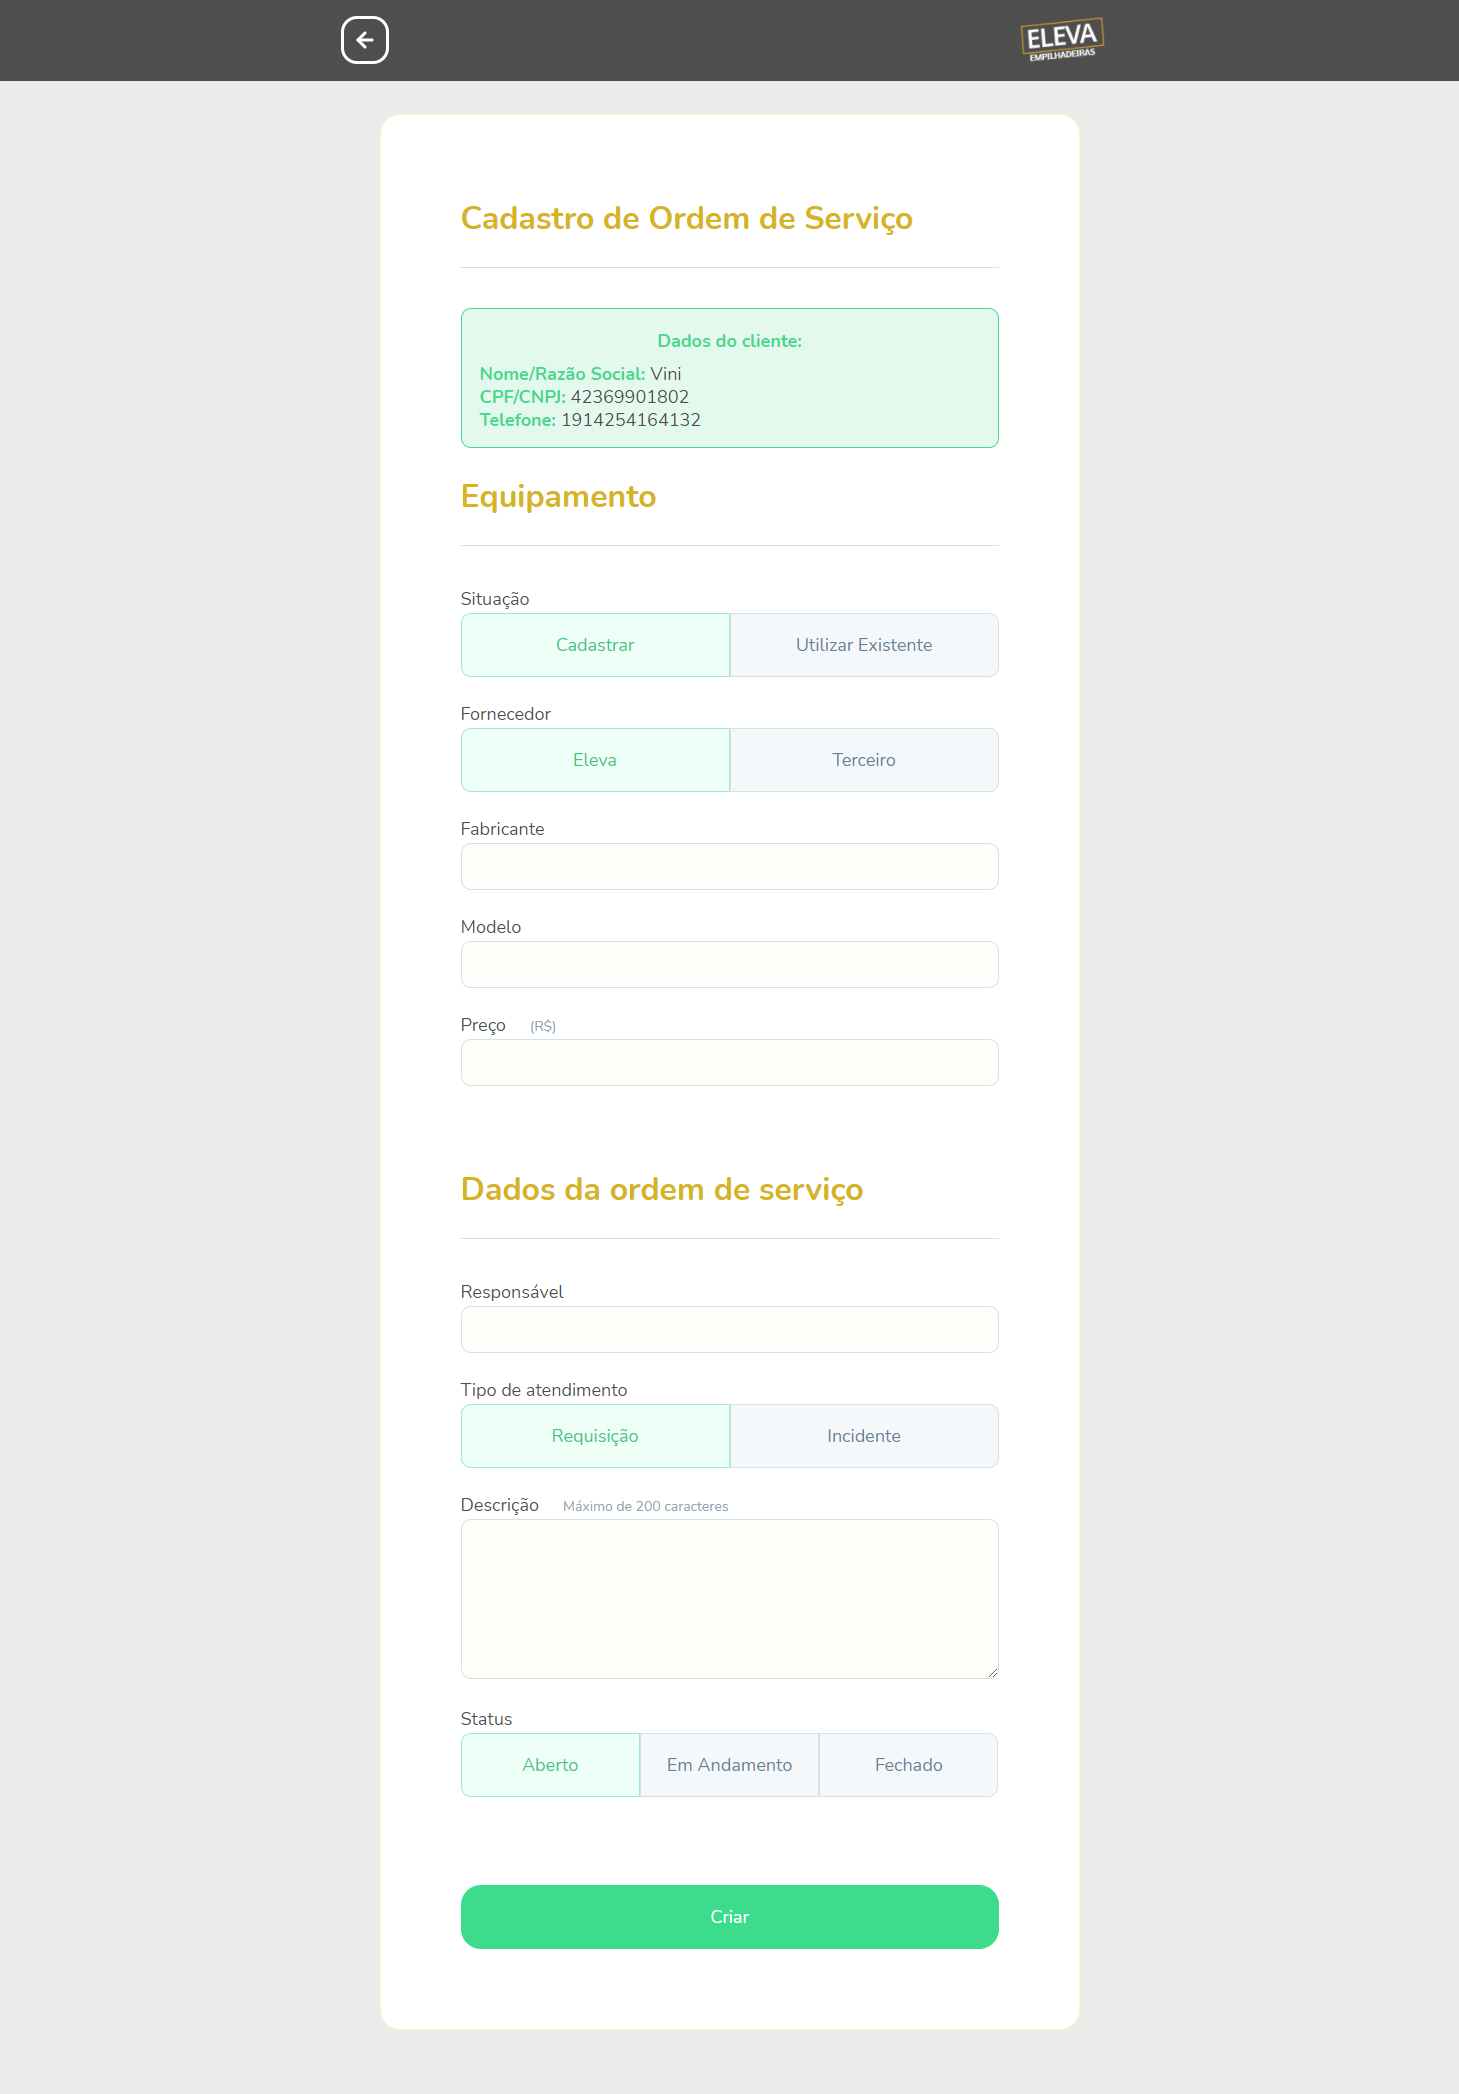 ELEVA
EMPILHADEIRAS
Cadastro de Ordem de Serviço
Dados do cliente:
Nome/Razão Social: Vini
CPF/CNPJ: 42369901802
Telefone: 1914254164132
Equipamento
Situação
Cadastrar Utilizar Existente
Fornecedor
Eleva Terceiro
Fabricante
Modelo
Preço (R$)
Dados da ordem de serviço
Responsável
Tipo de atendimento
Requisição Incidente
Descrição Máximo de 200 caracteres
Status
Aberto Em Andamento Fechado
Criar